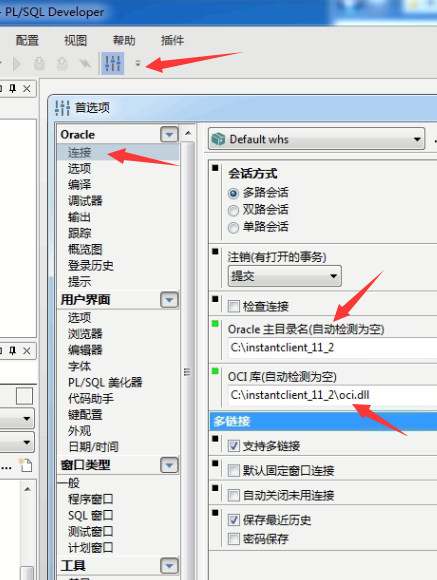 - PL/SQL Developer
配置 视图 帮助 插件
首选项
Oracle
连接
选项
编译
调试器
输出
跟踪
概览图
登录历史
提示
用户界面
选项
浏览器
编辑器
字体
PL/SQL 美化器
代码助手
键配置
外观
日期/时间
窗口类型
一般
程序窗口
SQL 窗口
测试窗口
计划窗口
工具
Default whs
会话方式
多路会话
双路会话
单路会话
注销(有打开的事务)
提交
检查连接
Oracle 主目录名(自动检测为空)
C:\instantclient_11_2
OCI 库(自动检测为空)
C:\instantclient_11_2\oci.dll
多链接
支持多链接
默认固定窗口连接
自动关闭未用连接
保存最近历史
密码保存